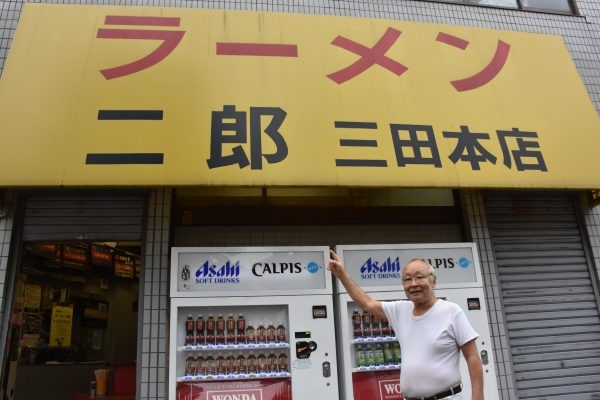 ラーメン
二郎 三田本店
Asahi CALPIS
SOFT DRINKS
Asahi CALPIS
SOFT DRINKS
WONDA
WONDA